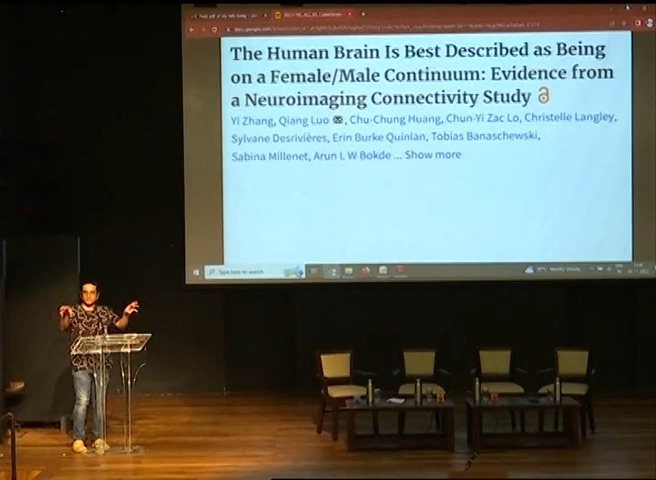 The Human Brain Is Best Described as Being
on a Female/Male Continuum: Evidence from
a Neuroimaging Connectivity Study
Yi Zhang, Qiang Luo, Chu-Chung Huang, Chun-Yi Zac Lo, Christelle Langley,
Sylvane Desrivières, Erin Burke Quinlan, Tobias Banaschewski,
Sabina Millenet, Arun L W Bokde ... Show more
Type here to search